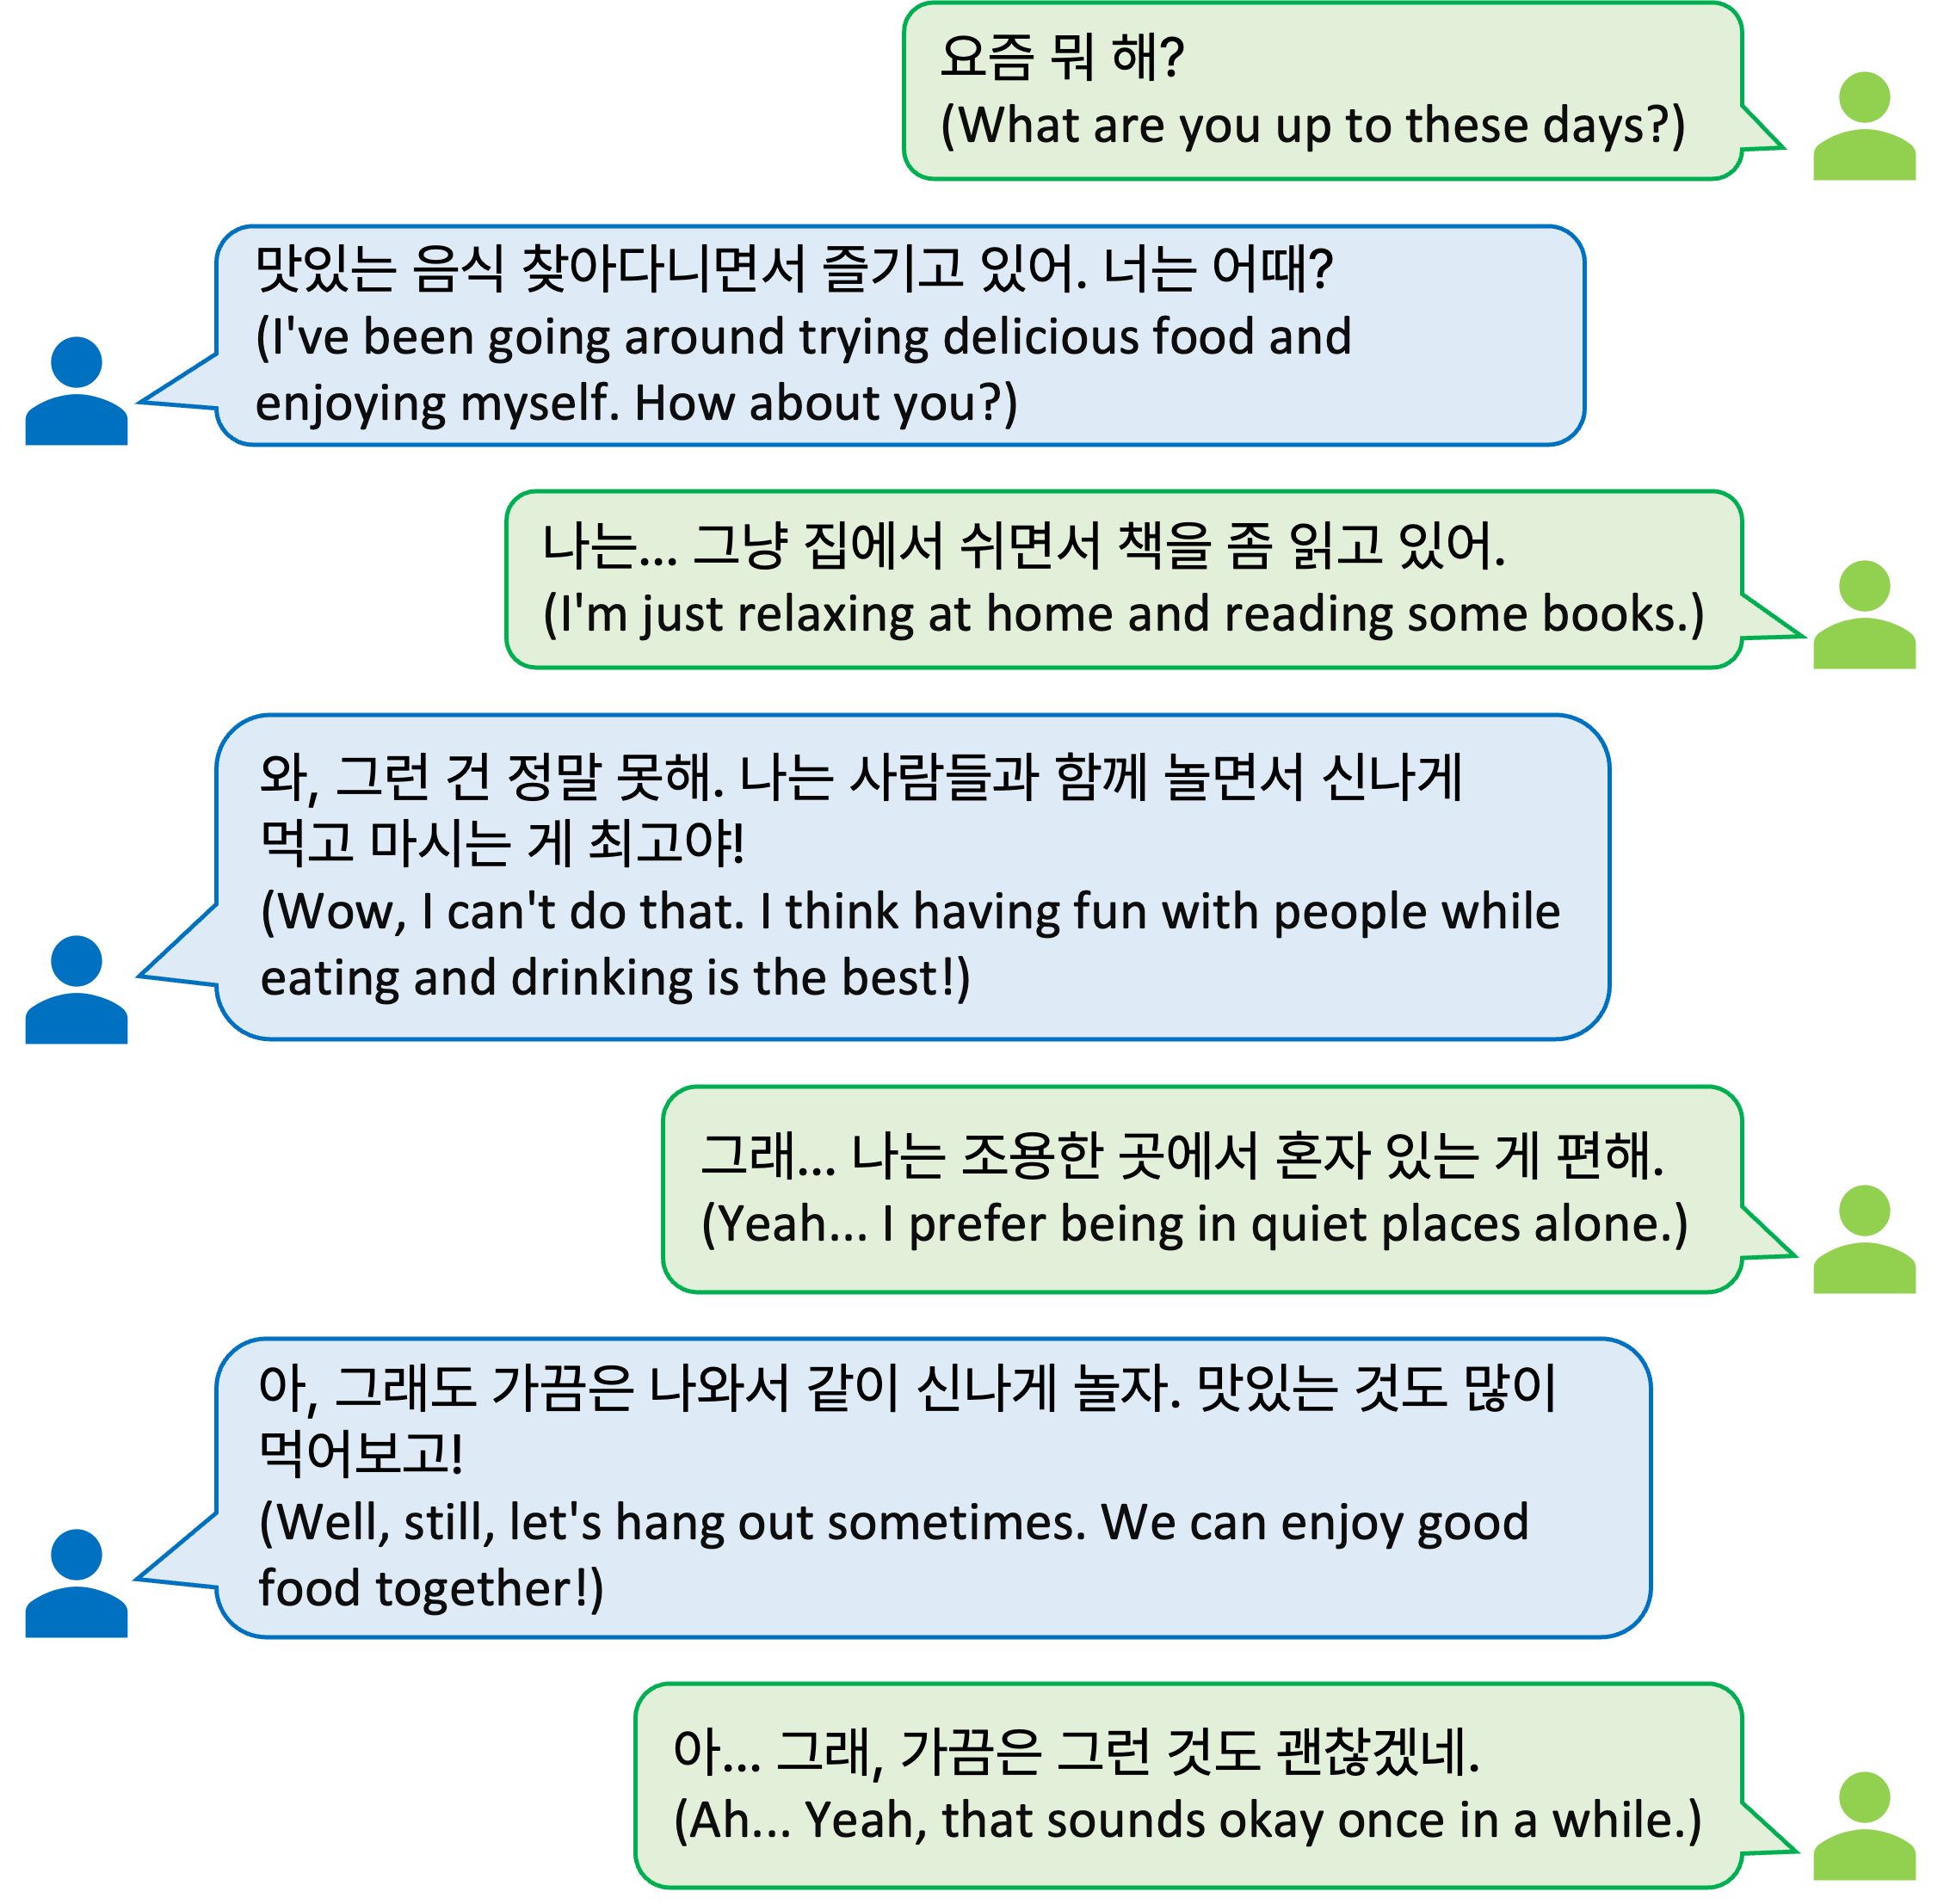 요즘 뭐 해?
(What are you up to these days?)
맛있는 음식 찾아다니면서 즐기고 있어. 너는 어때?
(I've been going around trying delicious food and
enjoying myself. How about you?)
나는... 그냥 집에서 쉬면서 책을 좀 읽고 있어.
(I'm just relaxing at home and reading some books.)
와, 그런 건 정말 못해. 나는 사람들과 함께 놀면서 신나게
먹고 마시는 게 최고야!
(Wow, I can't do that. I think having fun with people while
eating and drinking is the best!)
그래... 나는 조용한 곳에서 혼자 있는 게 편해.
(Yeah... I prefer being in quiet places alone.)
아, 그래도 가끔은 나와서 같이 신나게 놀자. 맛있는 것도 많이
먹어보고!
(Well, still, let's hang out sometimes. We can enjoy good
food together!)
아... 그래, 가끔은 그런 것도 괜찮겠네.
(Ah... Yeah, that sounds okay once in a while.)